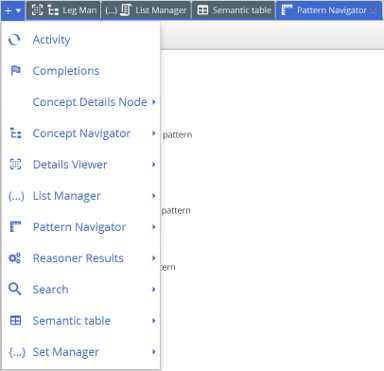 + Leg Man (...) List Manager Semantic table Pattern Navigator
Activity
Completions
Concept Details Node
Concept Navigator
pattern
Details Viewer
(...) List Manager
pattern
Pattern Navigator
Reasoner Results
tern
Search
Semantic table
{...} Set Manager